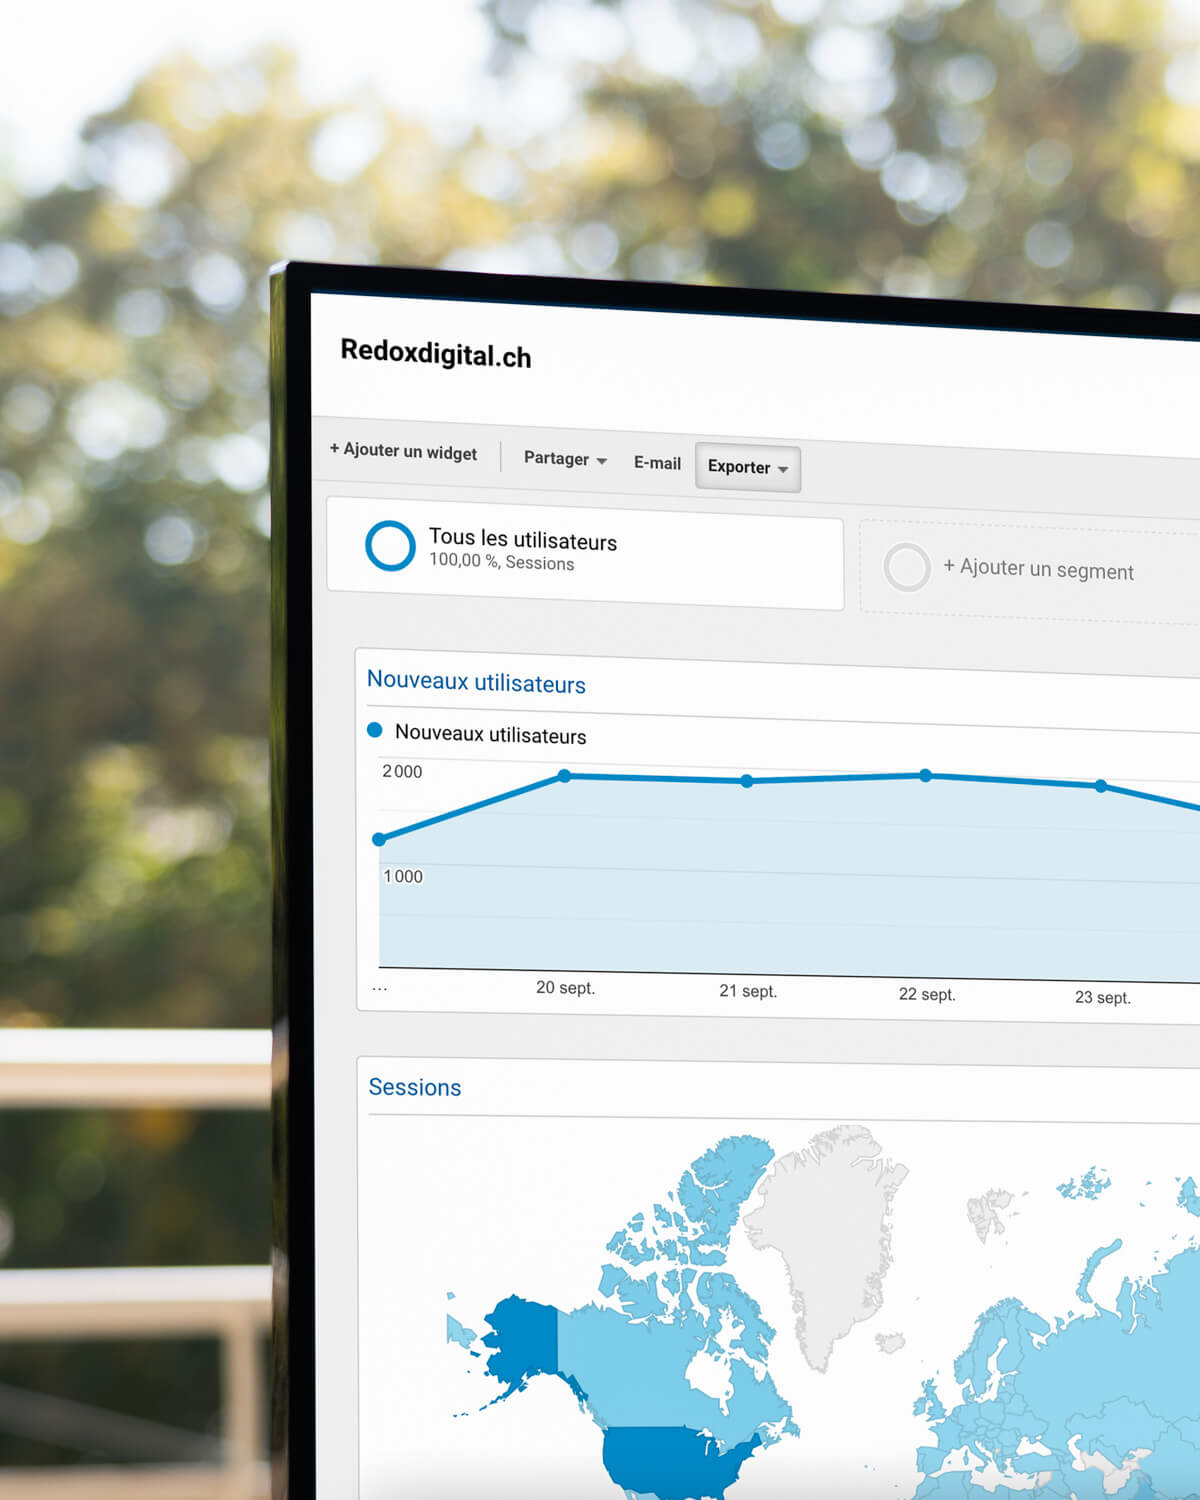 Redoxdigital.ch
+ Ajouter un widget
Partager
E-mail
Exporter
Tous les utilisateurs
100,00 %, Sessions
+ Ajouter un segment
Nouveaux utilisateurs
Nouveaux utilisateurs
2 000
1 000
... 20 sept. 21 sept. 22 sept. 23 sept.
Sessions